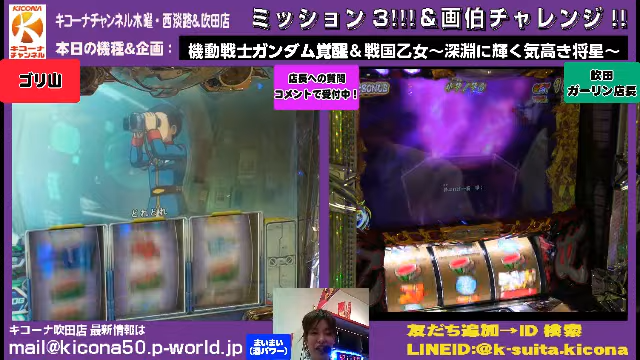 KICONA
キコーナ
チャンネル
キコーナチャンネル水曜・西淡路&吹田店
ミッション3!!!&画伯チャレンジ!!
本日の機種&企画:
機動戦士ガンダム覚醒&戦国乙女～深淵に輝く気高き将星～
ゴリ山
店長への質問
コメントで受付中!
吹田
ガーリン店長
どれどれ
まいまい
キコーナ吹田店 最新情報は
mail@kicona50.p-world.jp
友だち追加→ID検索
LINEID:@k-suita.kicona